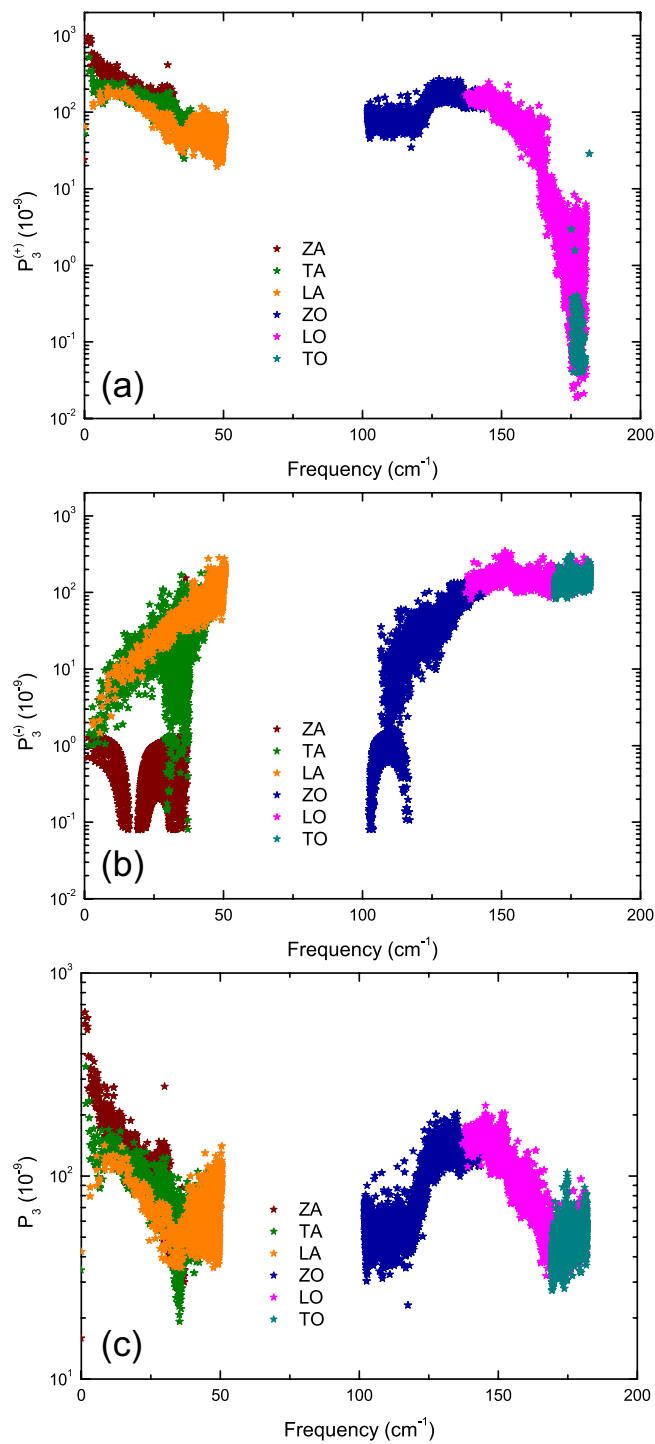 10³
10²
10¹
10⁰
10⁻¹
10⁻²
P₃⁽⁺⁾ (10⁻⁹)
ZA
TA
LA
ZO
LO
TO
(a)
0 50 100 150 200
Frequency (cm⁻¹)
10³
10²
10¹
10⁰
10⁻¹
10⁻²
P₃⁽⁻⁾ (10⁻⁹)
ZA
TA
LA
ZO
LO
TO
(b)
0 50 100 150 200
Frequency (cm⁻¹)
10³
10²
10¹
P₃ (10⁻⁹)
ZA
TA
LA
ZO
LO
TO
(c)
0 50 100 150 200
Frequency (cm⁻¹)